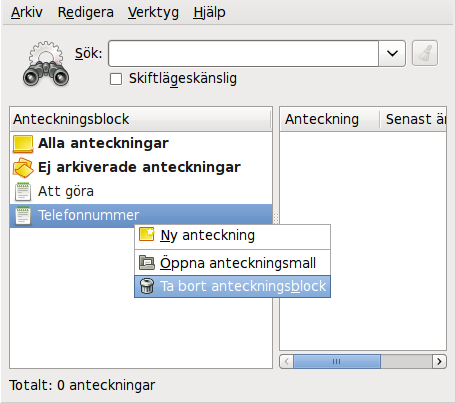 Arkiv Redigera Verktyg Hjälp
Sök:
Skiftlägeskänslig
Anteckningsblock Anteckning Senast är
Alla anteckningar
Ej arkiverade anteckningar
Att göra
Telefonnummer
Ny anteckning
Öppna anteckningsmall
Ta bort anteckningsblock
Totalt: 0 anteckningar